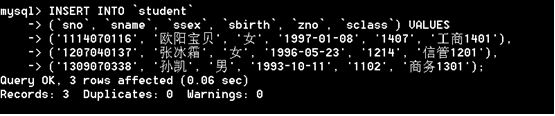 mysql> INSERT INTO `student`
-> (`sno`, `sname`, `ssex`, `sbirth`, `zno`, `sclass`) VALUES
-> ('1114070116', '欧阳宝贝', '女', '1997-01-08', '1407', '工商1401'),
-> ('1207040137', '张冰霜', '女', '1996-05-23', '1214', '信管1201'),
-> ('1309070338', '孙凯', '男', '1993-10-11', '1102', '商务1301');
Query OK, 3 rows affected (0.06 sec)
Records: 3  Duplicates: 0  Warnings: 0